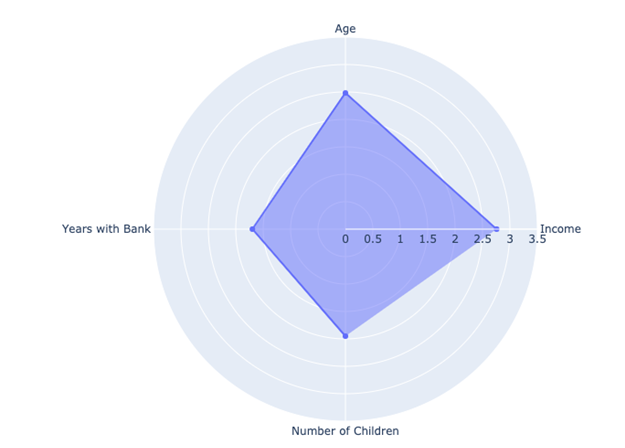 Age
Years with Bank
Income
0 0.5 1 1.5 2 2.5 3 3.5
Number of Children